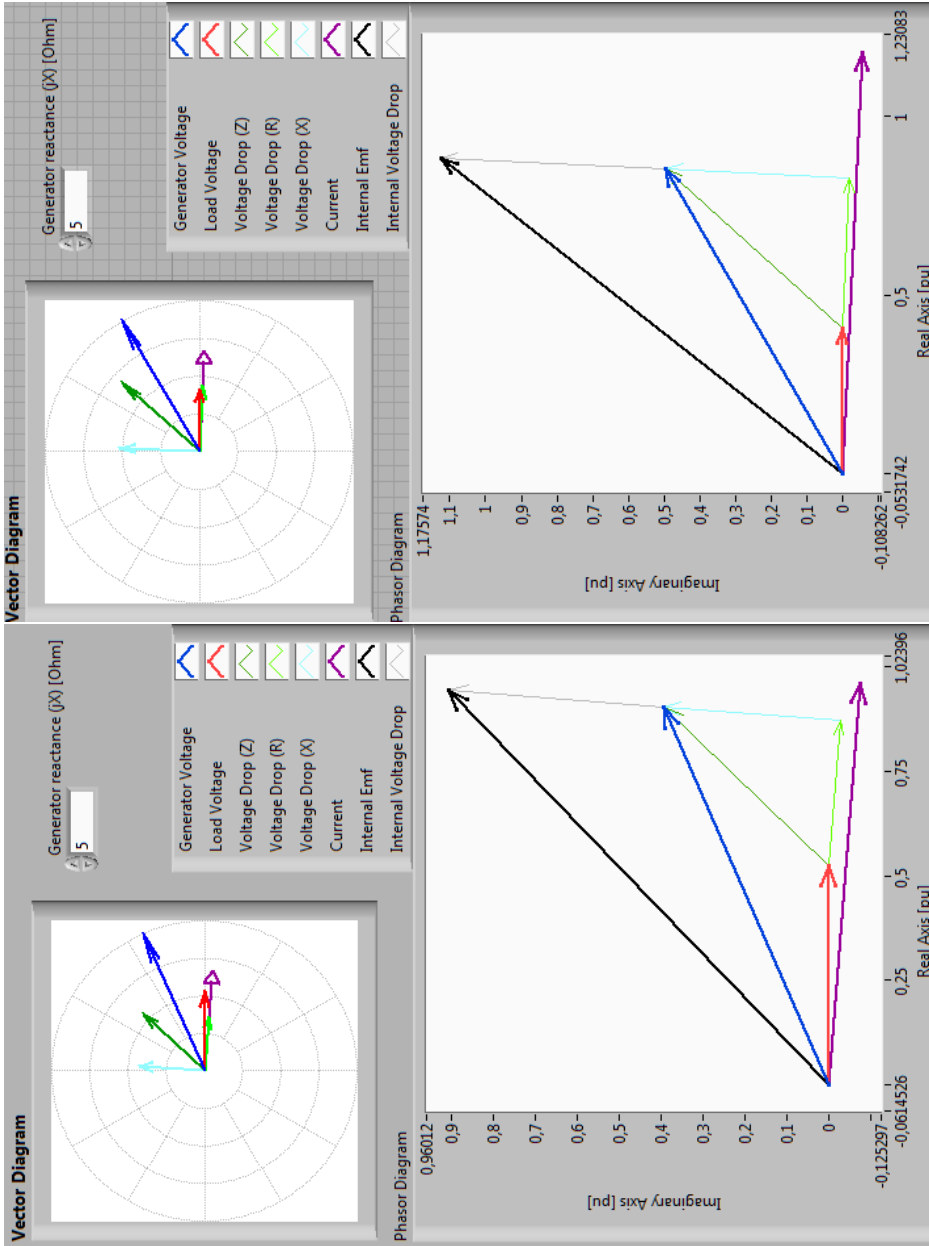 Vector Diagram
Generator reactance (jX) [Ohm]
5
Generator Voltage
Load Voltage
Voltage Drop (Z)
Voltage Drop (R)
Voltage Drop (X)
Current
Internal Emf
Internal Voltage Drop
Phasor Diagram
Imaginary Axis [pu]
0,96012
0,9
0,8
0,7
0,6
0,5
0,4
0,3
0,2
0,1
0
-0,125297
-0,0614526
0,25
0,5
0,75
1,02396
Real Axis [pu]
Vector Diagram
Generator reactance (jX) [Ohm]
5
Generator Voltage
Load Voltage
Voltage Drop (Z)
Voltage Drop (R)
Voltage Drop (X)
Current
Internal Emf
Internal Voltage Drop
Phasor Diagram
Imaginary Axis [pu]
1,17574
1,1
1
0,9
0,8
0,7
0,6
0,5
0,4
0,3
0,2
0,1
0
-0,108262
-0,0531742
0,5
1
1,23083
Real Axis [pu]